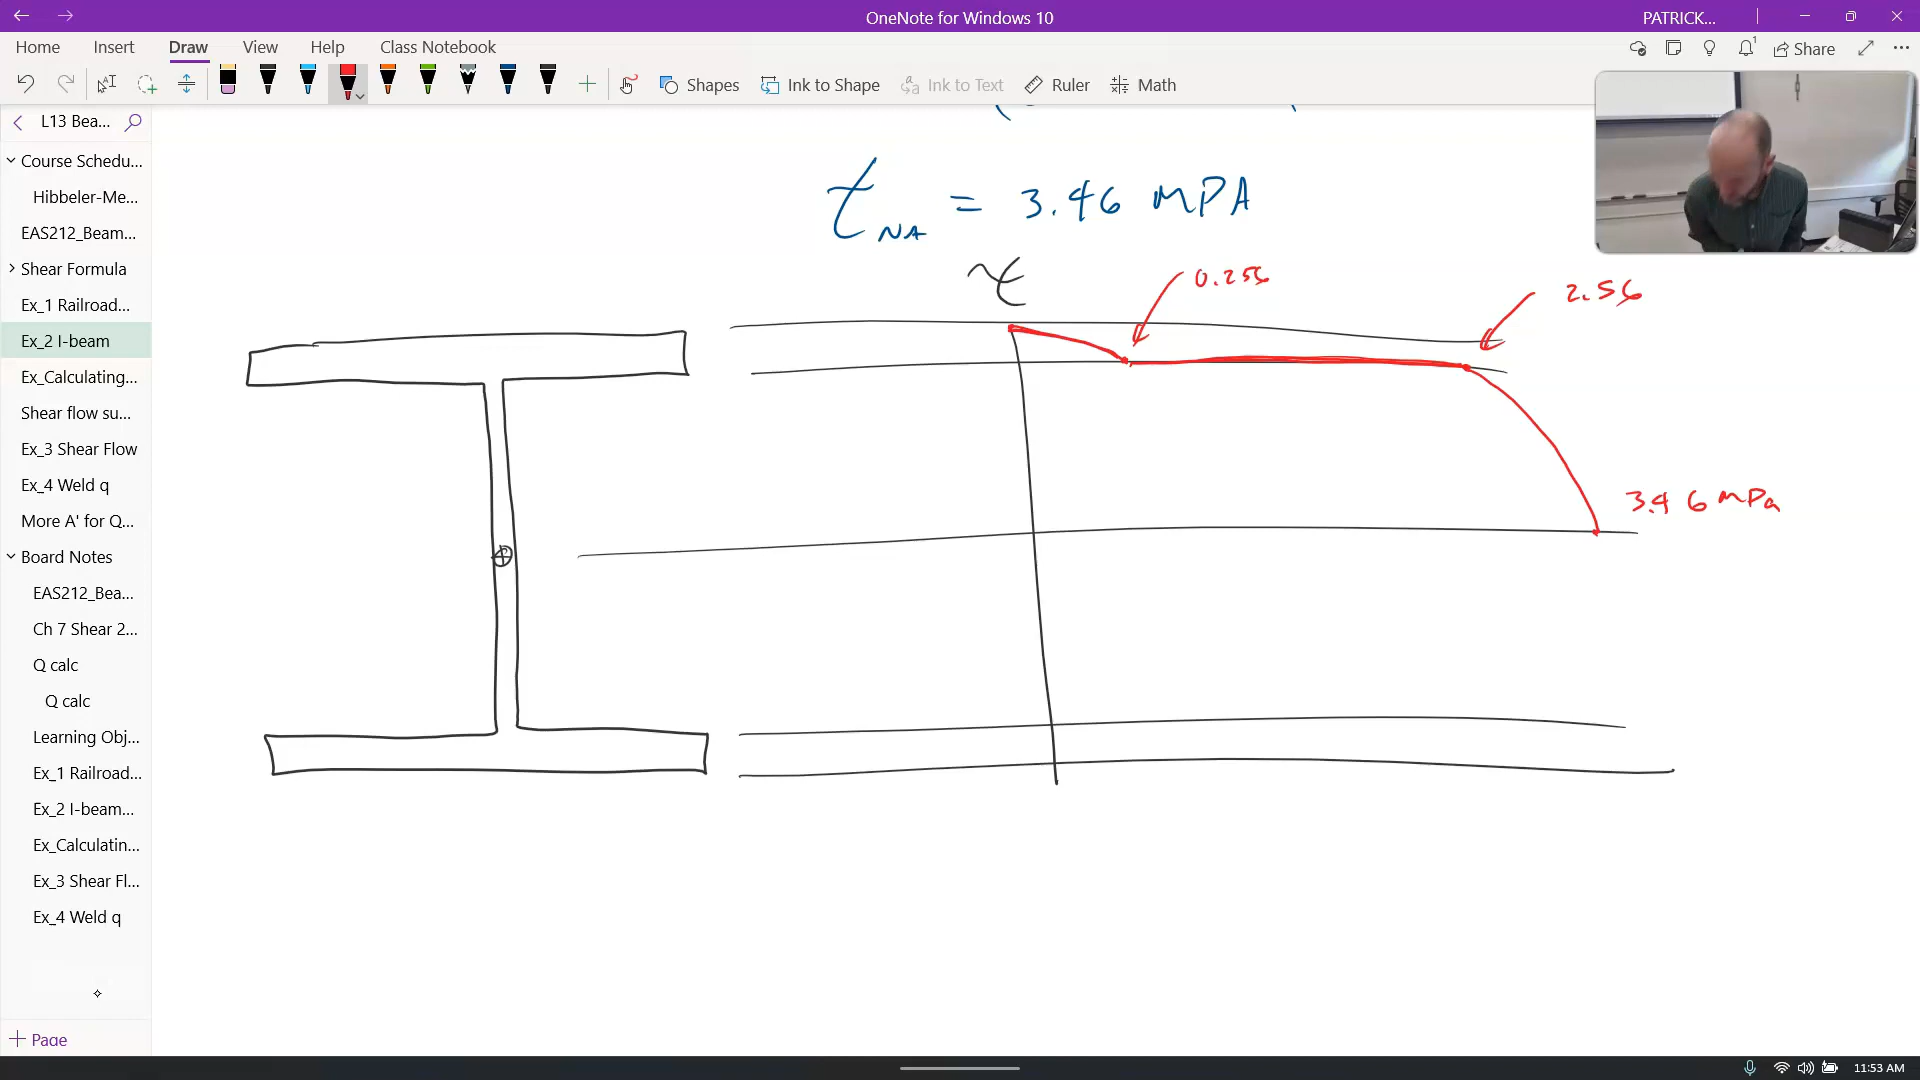 OneNote for Windows 10
PATRICK...
Home Insert Draw View Help Class Notebook
1
Share
Shapes Ink to Shape Ink to Text Ruler Math
L13 Bea...
Course Schedu...
Hibbeler-Me...
EAS212_Beam...
Shear Formula
Ex_1 Railroad...
Ex_2 I-beam
Ex_Calculating...
Shear flow su...
Ex_3 Shear Flow
Ex_4 Weld q
More A' for Q...
Board Notes
EAS212_Bea...
Ch 7 Shear 2...
Q calc
Q calc
Learning Obj...
Ex_1 Railroad...
Ex_2 I-beam...
Ex_Calculatin...
Ex_3 Shear Fl...
Ex_4 Weld q
Page
τ NA = 3.46 MPA
τ
0.256
2.56
3.46 MPa
11:53 AM